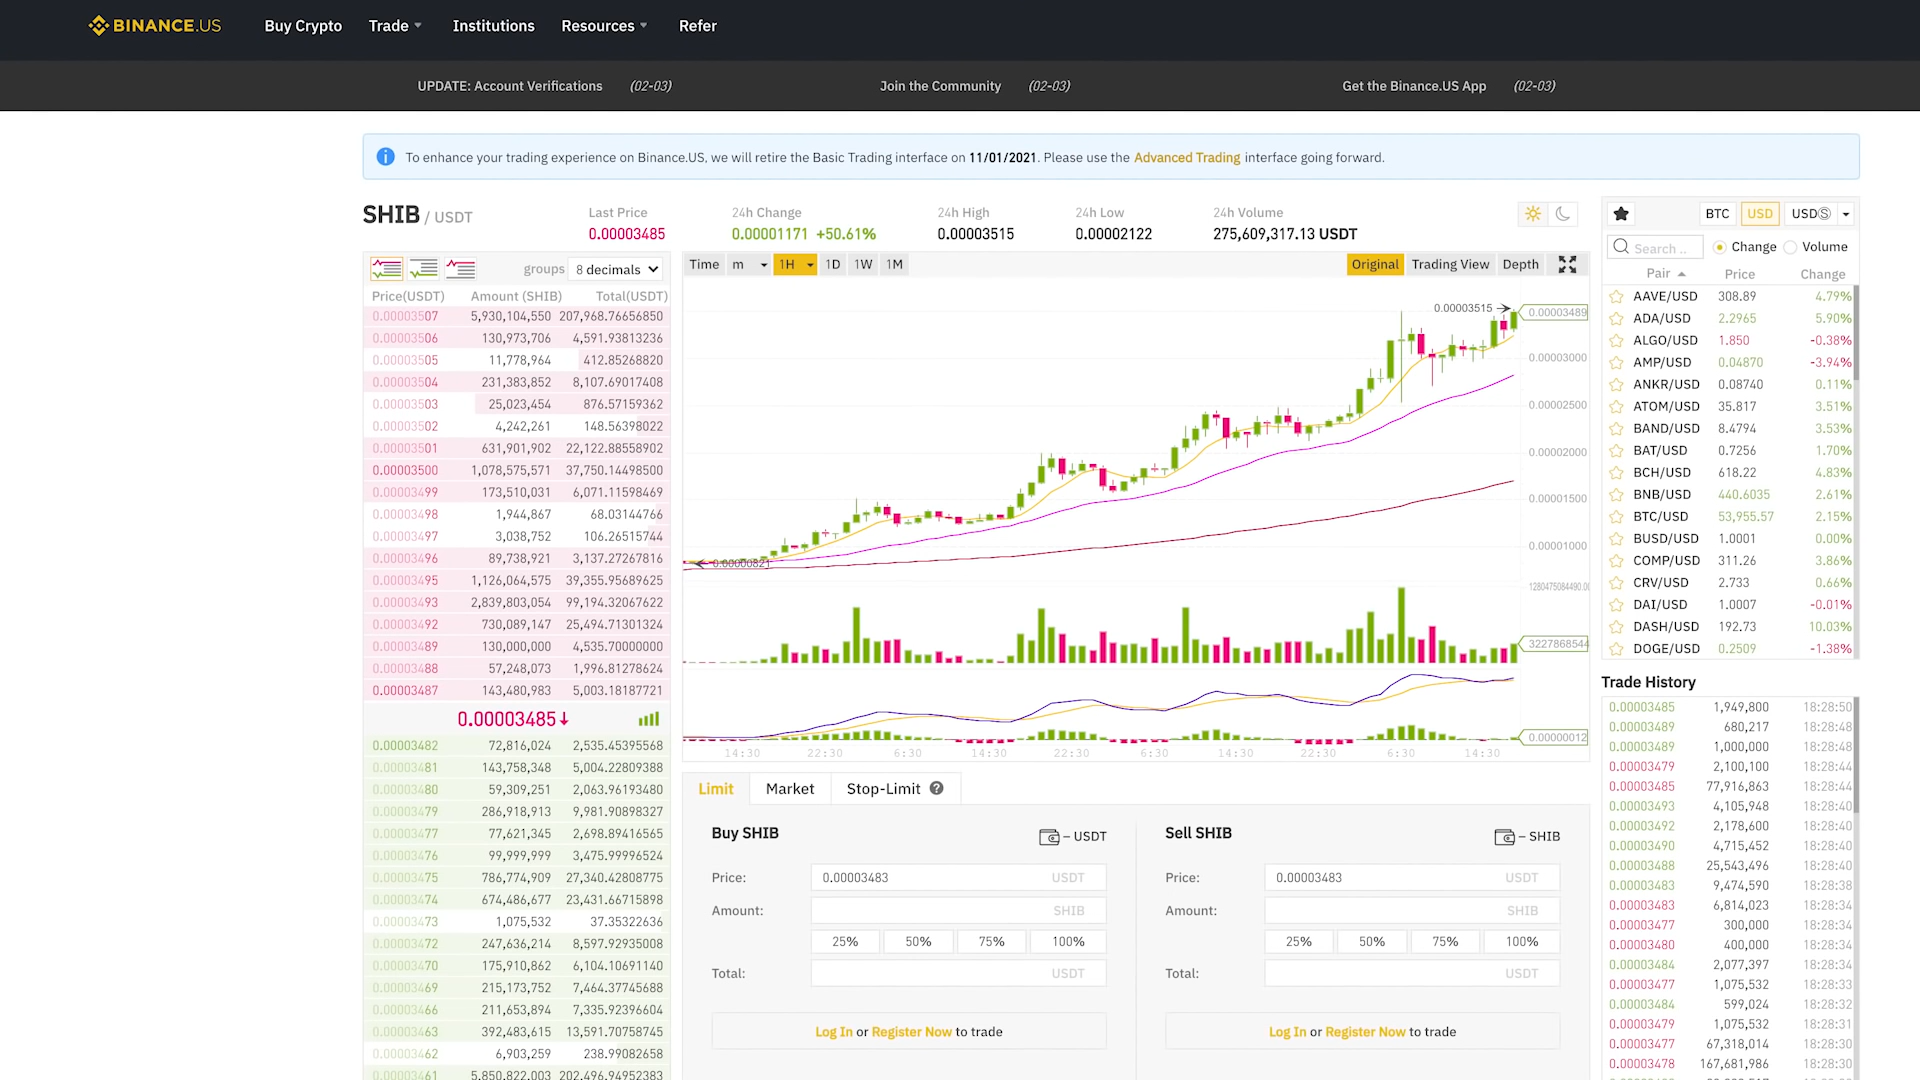 BINANCE.US
Buy Crypto Trade Institutions Resources Refer
UPDATE: Account Verifications (02-03) Join the Community (02-03) Get the Binance.US App (02-03)
To enhance your trading experience on Binance.US, we will retire the Basic Trading interface on 11/01/2021. Please use the Advanced Trading interface going forward.
SHIB / USDT
Last Price
0.00003485
24h Change
0.00001171 +50.61%
24h High
0.00003515
24h Low
0.00002122
24h Volume
275,609,317.13 USDT
groups 8 decimals
Price(USDT) Amount (SHIB) Total(USDT)
0.00003507 5,930,104,550 207,968.76656850
0.00003506 130,973,706 4,591.93813236
0.00003505 11,778,964 412.85268820
0.00003504 231,383,852 8,107.69017408
0.00003503 25,023,454 876.57159362
0.00003502 4,242,261 148.56398022
0.00003501 631,901,902 22,122.88558902
0.00003500 1,078,575,571 37,750.14498500
0.00003499 173,510,031 6,071.11598469
0.00003498 1,944,867 68.03144766
0.00003497 3,038,752 106.26515744
0.00003496 89,738,921 3,137.27267816
0.00003495 1,126,064,575 39,355.95689625
0.00003493 2,839,803,054 99,194.32067622
0.00003492 730,089,147 25,494.71301324
0.00003489 130,000,000 4,535.70000000
0.00003488 57,248,073 1,996.81278624
0.00003487 143,480,983 5,003.18187721
0.00003485↓
0.00003482 72,816,024 2,535.45395568
0.00003481 143,758,348 5,004.22809388
0.00003480 59,309,251 2,063.96193480
0.00003479 286,918,913 9,981.90898327
0.00003477 77,621,345 2,698.89416565
0.00003476 99,999,999 3,475.99996524
0.00003475 786,774,909 27,340.42808775
0.00003474 674,486,677 23,431.66715898
0.00003473 1,075,532 37.35322636
0.00003472 247,636,214 8,597.92935008
0.00003470 175,910,862 6,104.10691140
0.00003469 215,173,752 7,464.37745688
0.00003466 211,653,894 7,335.92396604
0.00003463 392,483,615 13,591.70758745
0.00003462 6,903,259 238.99082658
0.00003461 5,850,822,003 202,496.94952383
Time m 1H 1D 1W 1M Original Trading View Depth
0.00003515
0.00003489
0.00003000
0.00002500
0.00002000
0.00001500
0.00001000
0.00000821
1280475084490.00
3227868544
0.00000012
14:30 22:30 6:30 14:30 22:30 6:30 14:30 22:30 6:30 14:30
Limit Market Stop-Limit ?
Buy SHIB – USDT
Price: 0.00003483 USDT
Amount: SHIB
25% 50% 75% 100%
Total: USDT
Log In or Register Now to trade
Sell SHIB – SHIB
Price: 0.00003483 USDT
Amount: SHIB
25% 50% 75% 100%
Total: USDT
Log In or Register Now to trade
BTC USD USDⓈ
Search .. Change Volume
Pair Price Change
AAVE/USD 308.89 4.79%
ADA/USD 2.2965 5.90%
ALGO/USD 1.850 -0.38%
AMP/USD 0.04870 -3.94%
ANKR/USD 0.08740 0.11%
ATOM/USD 35.817 3.51%
BAND/USD 8.4794 3.53%
BAT/USD 0.7256 1.70%
BCH/USD 618.22 4.83%
BNB/USD 440.6035 2.61%
BTC/USD 53,955.57 2.15%
BUSD/USD 1.0001 0.00%
COMP/USD 311.26 3.86%
CRV/USD 2.733 0.66%
DAI/USD 1.0007 -0.01%
DASH/USD 192.73 10.03%
DOGE/USD 0.2509 -1.38%
Trade History
0.00003485 1,949,800 18:28:50
0.00003489 680,217 18:28:48
0.00003489 1,000,000 18:28:48
0.00003479 2,100,100 18:28:44
0.00003485 77,916,863 18:28:44
0.00003493 4,105,948 18:28:40
0.00003492 2,178,600 18:28:40
0.00003490 4,715,452 18:28:40
0.00003488 25,543,496 18:28:40
0.00003483 9,474,590 18:28:38
0.00003483 6,814,023 18:28:34
0.00003477 300,000 18:28:34
0.00003480 400,000 18:28:34
0.00003484 2,077,397 18:28:34
0.00003477 1,075,532 18:28:33
0.00003484 599,024 18:28:32
0.00003479 1,075,532 18:28:31
0.00003477 67,318,014 18:28:30
0.00003478 167,681,986 18:28:30